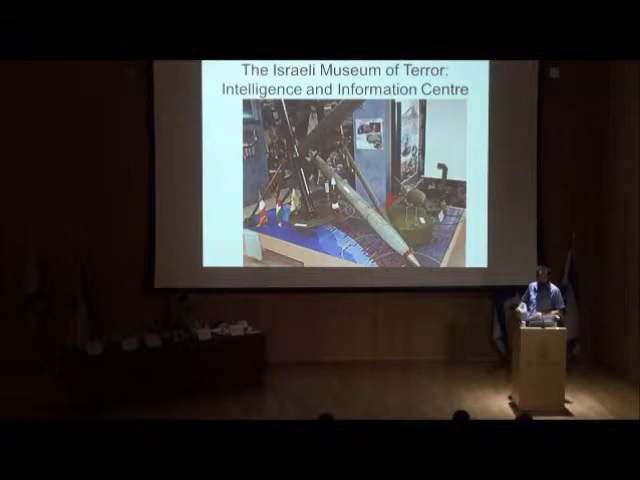 The Israeli Museum of Terror:
Intelligence and Information Centre